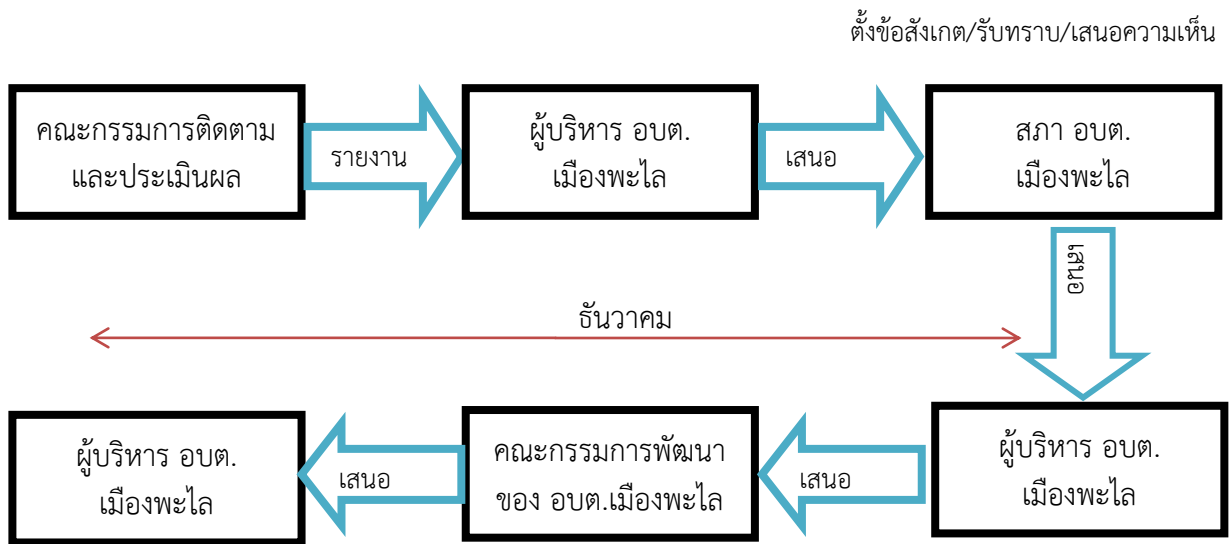 ตั้งข้อสังเกต/รับทราบ/เสนอความเห็น
คณะกรรมการติดตาม
และประเมินผล
รายงาน
ผู้บริหาร อบต.
เมืองพะไล
เสนอ
สภา อบต.
เมืองพะไล
เสนอ
ธันวาคม
ผู้บริหาร อบต.
เมืองพะไล
เสนอ
คณะกรรมการพัฒนา
ของ อบต.เมืองพะไล
เสนอ
ผู้บริหาร อบต.
เมืองพะไล